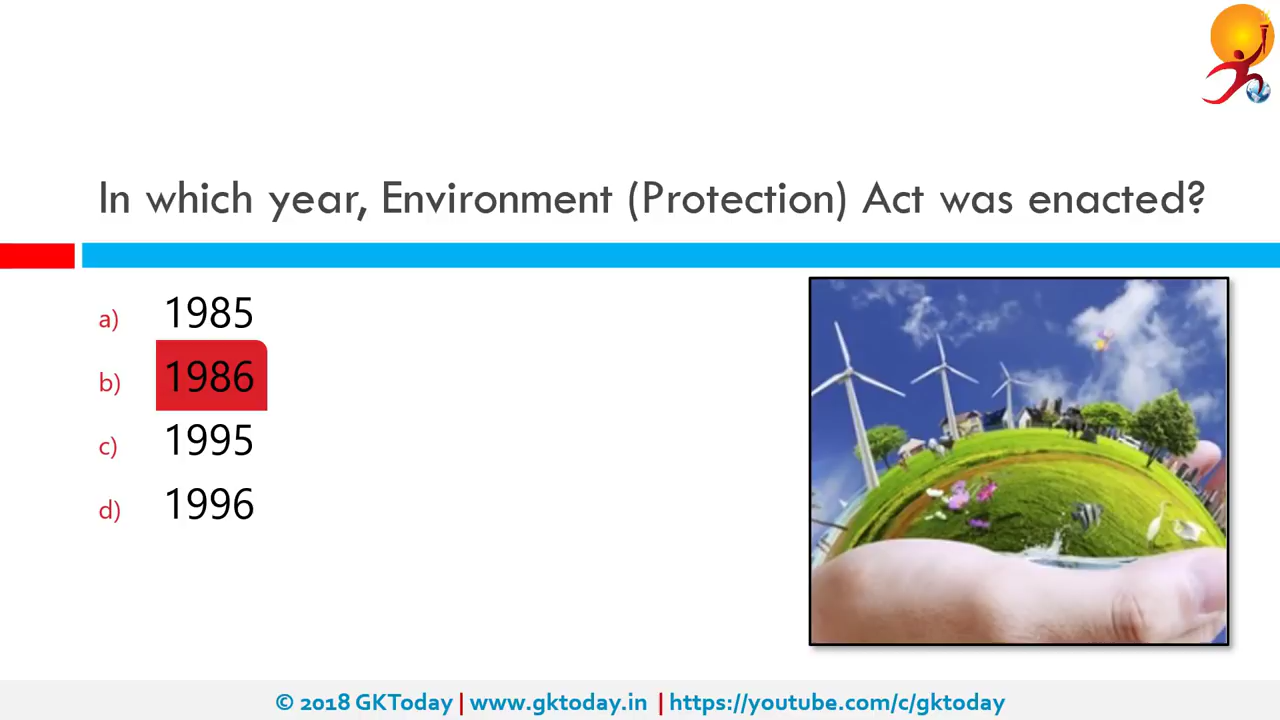 In which year, Environment (Protection) Act was enacted?
a) 1985
b) 1986
c) 1995
d) 1996
© 2018 GKToday | www.gktoday.in | https://youtube.com/c/gktoday